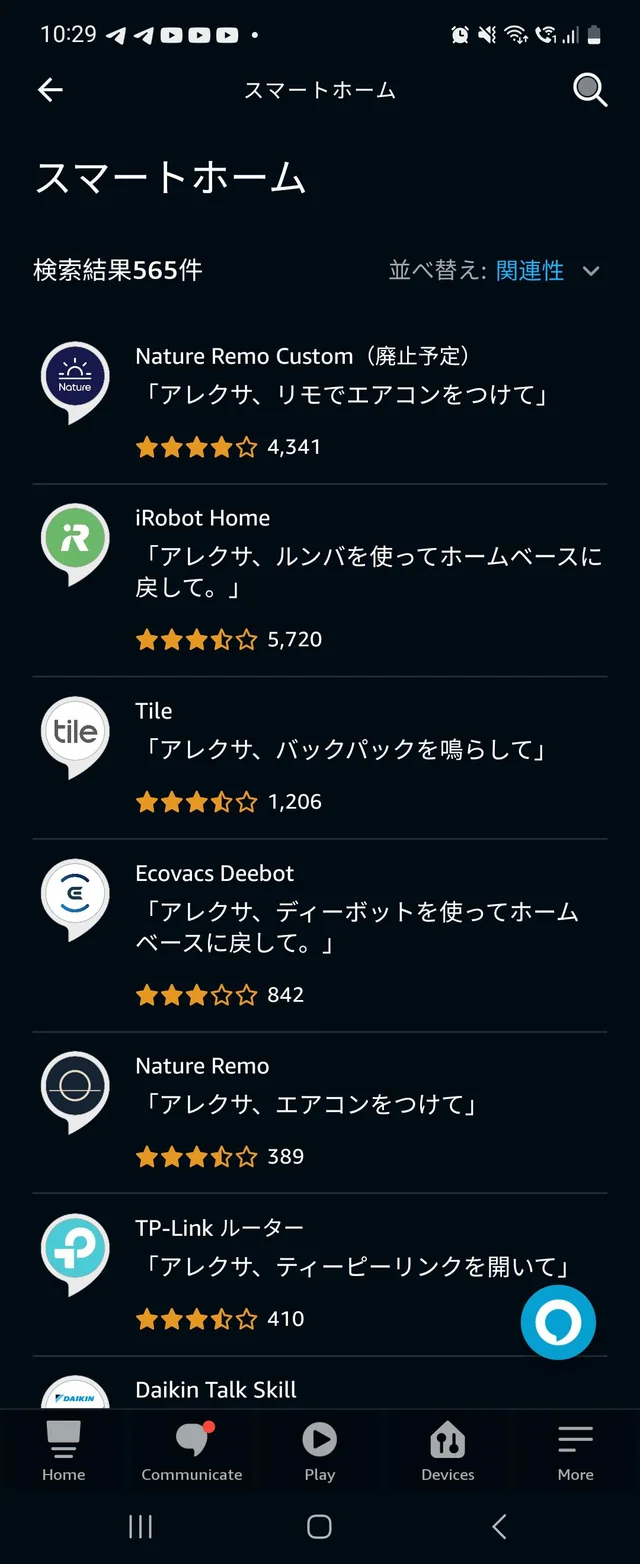 10:29
スマートホーム
スマートホーム
検索結果565件
並べ替え: 関連性
Nature
Nature Remo Custom（廃止予定）
「アレクサ、リモでエアコンをつけて」
4,341
iR
iRobot Home
「アレクサ、ルンバを使ってホームベースに
戻して。」
5,720
tile
Tile
「アレクサ、バックパックを鳴らして」
1,206
Ecovacs Deebot
「アレクサ、ディーボットを使ってホーム
ベースに戻して。」
842
Nature Remo
「アレクサ、エアコンをつけて」
389
TP-Link ルーター
「アレクサ、ティーピーリンクを開いて」
410
DAIKIN
Daikin Talk Skill
Home
Communicate
Play
Devices
More